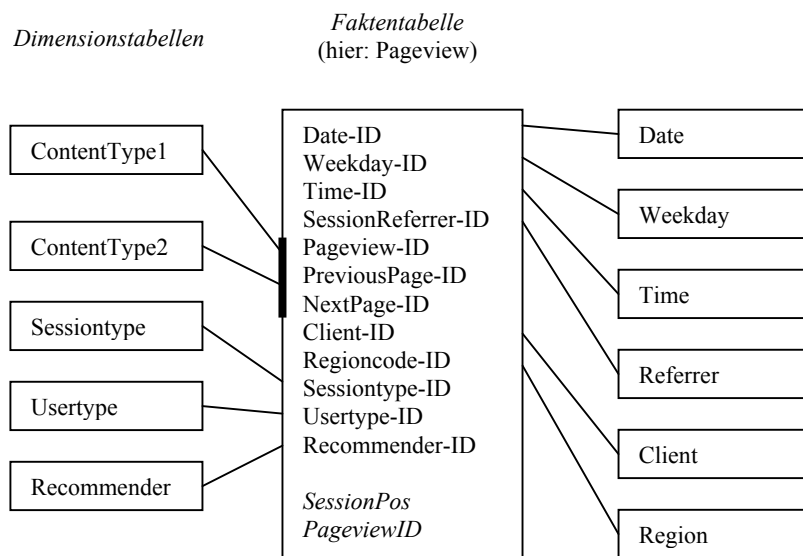 Dimensionstabellen
Faktentabelle
(hier: Pageview)
ContentType1
ContentType2
Sessiontype
Usertype
Recommender
Date-ID
Weekday-ID
Time-ID
SessionReferrer-ID
Pageview-ID
PreviousPage-ID
NextPage-ID
Client-ID
Regioncode-ID
Sessiontype-ID
Usertype-ID
Recommender-ID
SessionPos
PageviewID
Date
Weekday
Time
Referrer
Client
Region